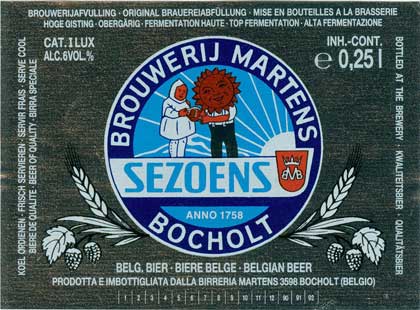 BROUWERIJAFVULLING · ORIGINAL BRAUEREIABFÜLLUNG · MISE EN BOUTEILLES A LA BRASSERIE
HOGE GISTING · OBERGÄRIG · FERMENTATION HAUTE · TOP FERMENTATION · ALTA FERMENTAZIONE
CAT. I LUX
ALC. 6VOL. %
INH.-CONT.
℮ 0,25 l
KOEL OPDIENEN · FRISCH SERVIEREN · SERVIR FRAIS · SERVE COOL
BIERE DE QUALITE · BEER OF QUALITY · BIRRA SPECIALE
BROUWERIJ MARTENS
SEZOENS
BMB
ANNO 1758
BOCHOLT
BOTTLED AT THE BREWERY · KWALITEITSBIER · QUALITÄTSBIER
BELG. BIER · BIERE BELGE · BELGIAN BEER
PRODOTTA E IMBOTTIGLIATA DALLA BIRRERIA MARTENS 3598 BOCHOLT (BELGIO)
1 2 3 4 5 6 7 8 9 10 11 12 90 91 92